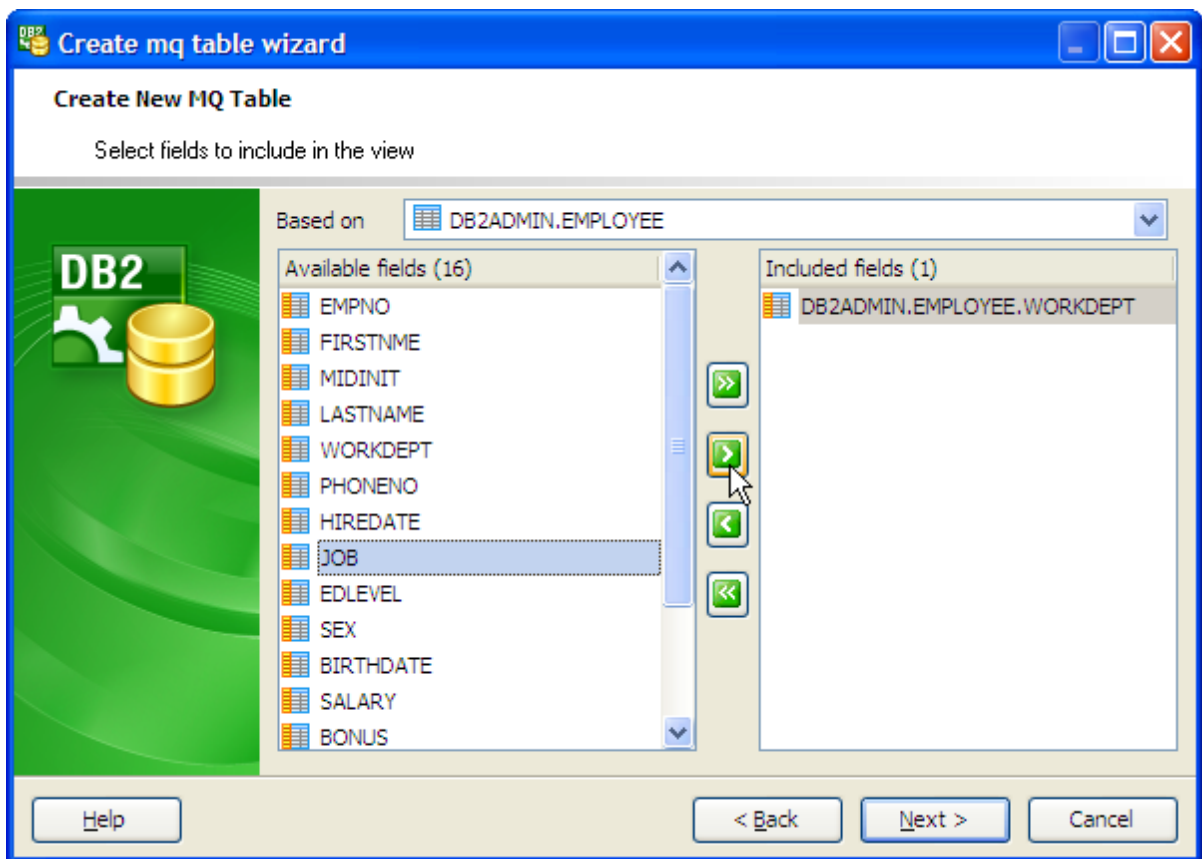 DB2
Create mq table wizard
Create New MQ Table
Select fields to include in the view
DB2
Based on
DB2ADMIN.EMPLOYEE
Available fields (16)
EMPNO
FIRSTNME
MIDINIT
LASTNAME
WORKDEPT
PHONENO
HIREDATE
JOB
EDLEVEL
SEX
BIRTHDATE
SALARY
BONUS
Included fields (1)
DB2ADMIN.EMPLOYEE.WORKDEPT
Help
< Back
Next >
Cancel